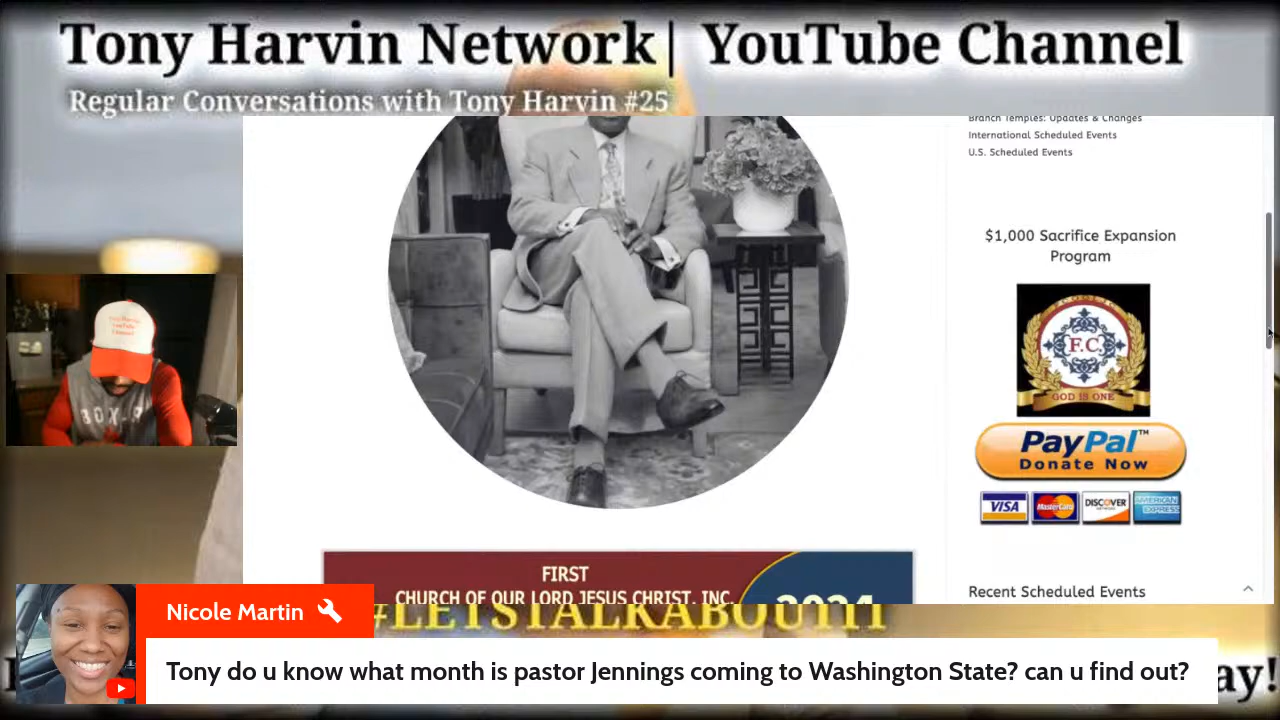 Tony Harvin Network| YouTube Channel
Regular Conversations with Tony Harvin #25
Branch Temples: Updates & Changes
International Scheduled Events
U.S. Scheduled Events
$1,000 Sacrifice Expansion
Program
F.C.
GOD IS ONE
PayPal™
Donate Now
VISA MasterCard DISCOVER AMERICAN EXPRESS
Recent Scheduled Events
FIRST
CHURCH OF OUR LORD JESUS CHRIST, INC.
2024
#LETSTALKABOUTIT
Nicole Martin
Tony do u know what month is pastor Jennings coming to Washington State? can u find out?
ay!